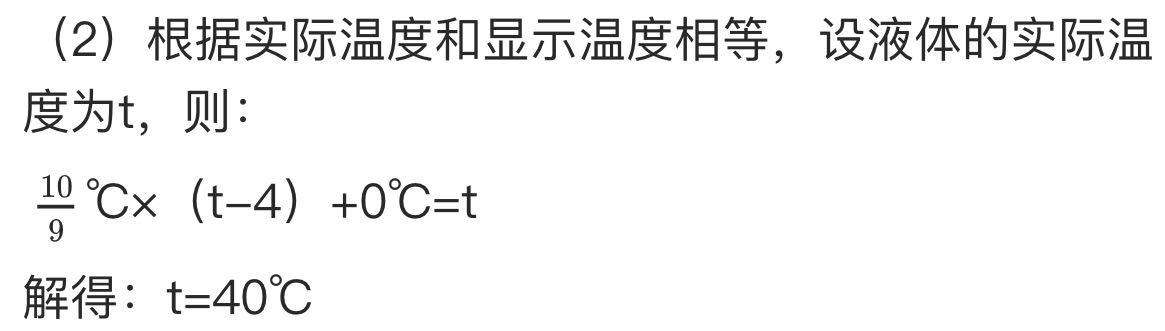 （2）根据实际温度和显示温度相等，设液体的实际温
度为t，则：
$\frac{10}{9}$℃×（t−4）+0℃=t
解得：t=40℃